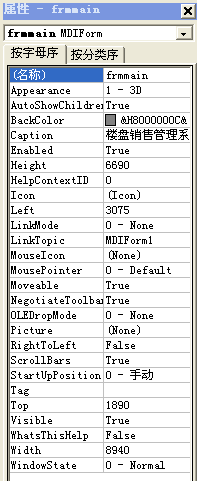 属性 - frmmain
frmmain MDIForm
按字母序 按分类序
(名称) frmmain
Appearance 1 - 3D
AutoShowChildren True
BackColor &H8000000C&
Caption 楼盘销售管理系
Enabled True
Height 6690
HelpContextID 0
Icon (Icon)
Left 3075
LinkMode 0 - None
LinkTopic MDIForm1
MouseIcon (None)
MousePointer 0 - Default
Moveable True
NegotiateToolbar True
OLEDropMode 0 - None
Picture (None)
RightToLeft False
ScrollBars True
StartUpPosition 0 - 手动
Tag
Top 1890
Visible True
WhatsThisHelp False
Width 8940
WindowState 0 - Normal